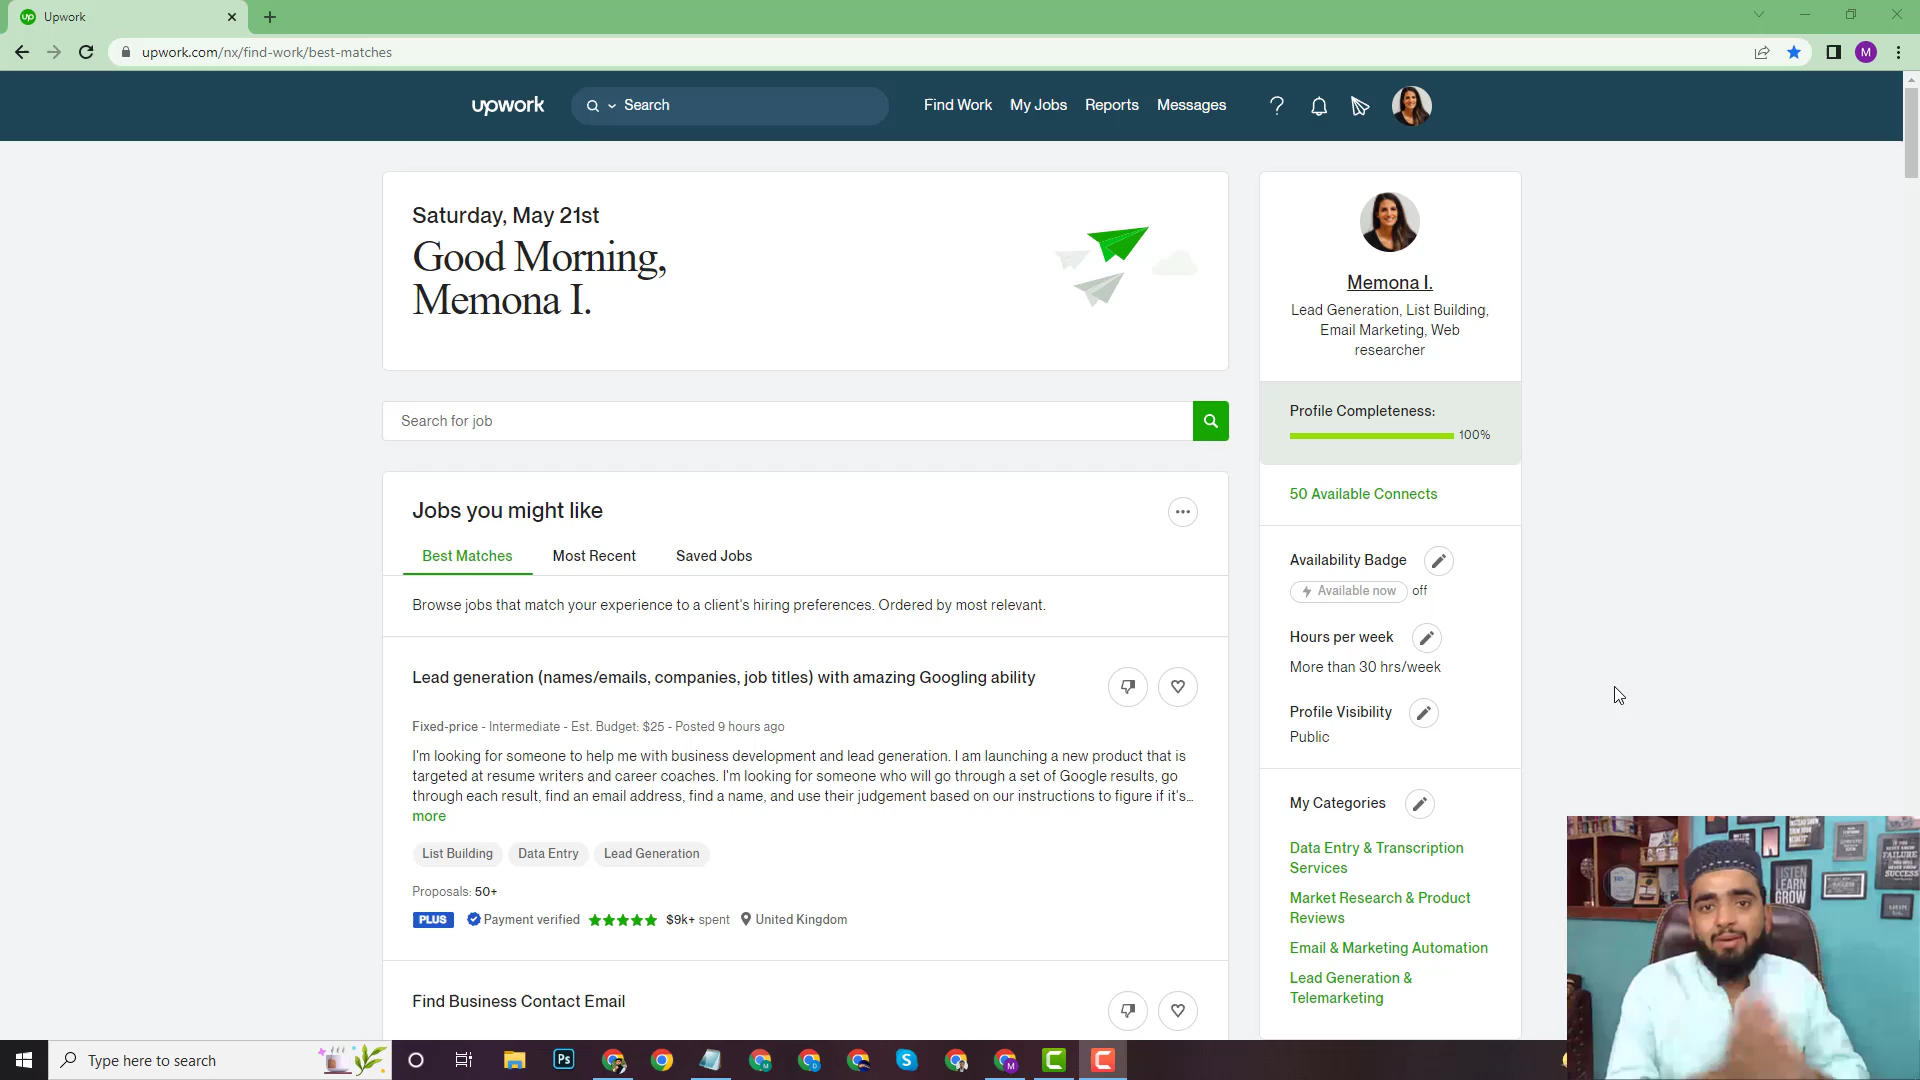 up Upwork
upwork.com/nx/find-work/best-matches
M
upwork
Search
Find Work My Jobs Reports Messages
Saturday, May 21st
Good Morning,
Memona I.
Search for job
Jobs you might like
Best Matches Most Recent Saved Jobs
Browse jobs that match your experience to a client's hiring preferences. Ordered by most relevant.
Lead generation (names/emails, companies, job titles) with amazing Googling ability
Fixed-price - Intermediate - Est. Budget: $25 - Posted 9 hours ago
I'm looking for someone to help me with business development and lead generation. I am launching a new product that is
targeted at resume writers and career coaches. I'm looking for someone who will go through a set of Google results, go
through each result, find an email address, find a name, and use their judgement based on our instructions to figure if it's...
more
List Building Data Entry Lead Generation
Proposals: 50+
PLUS Payment verified $9k+ spent United Kingdom
Find Business Contact Email
Memona I.
Lead Generation, List Building,
Email Marketing, Web
researcher
Profile Completeness:
100%
50 Available Connects
Availability Badge
Available now off
Hours per week
More than 30 hrs/week
Profile Visibility
Public
My Categories
Data Entry & Transcription
Services
Market Research & Product
Reviews
Email & Marketing Automation
Lead Generation &
Telemarketing
LISTEN
LEARN
GROW
FAILURE
SUCCESS
Type here to search
Ps